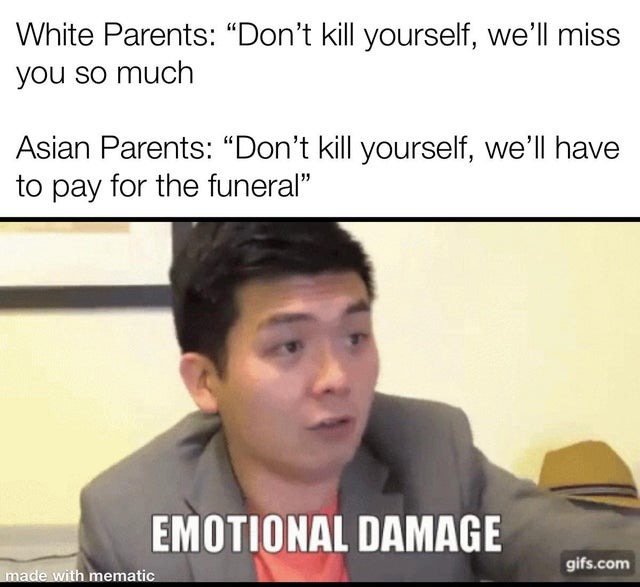 White Parents: “Don’t kill yourself, we’ll miss
you so much
Asian Parents: “Don’t kill yourself, we’ll have
to pay for the funeral”
EMOTIONAL DAMAGE
made with mematic
gifs.com